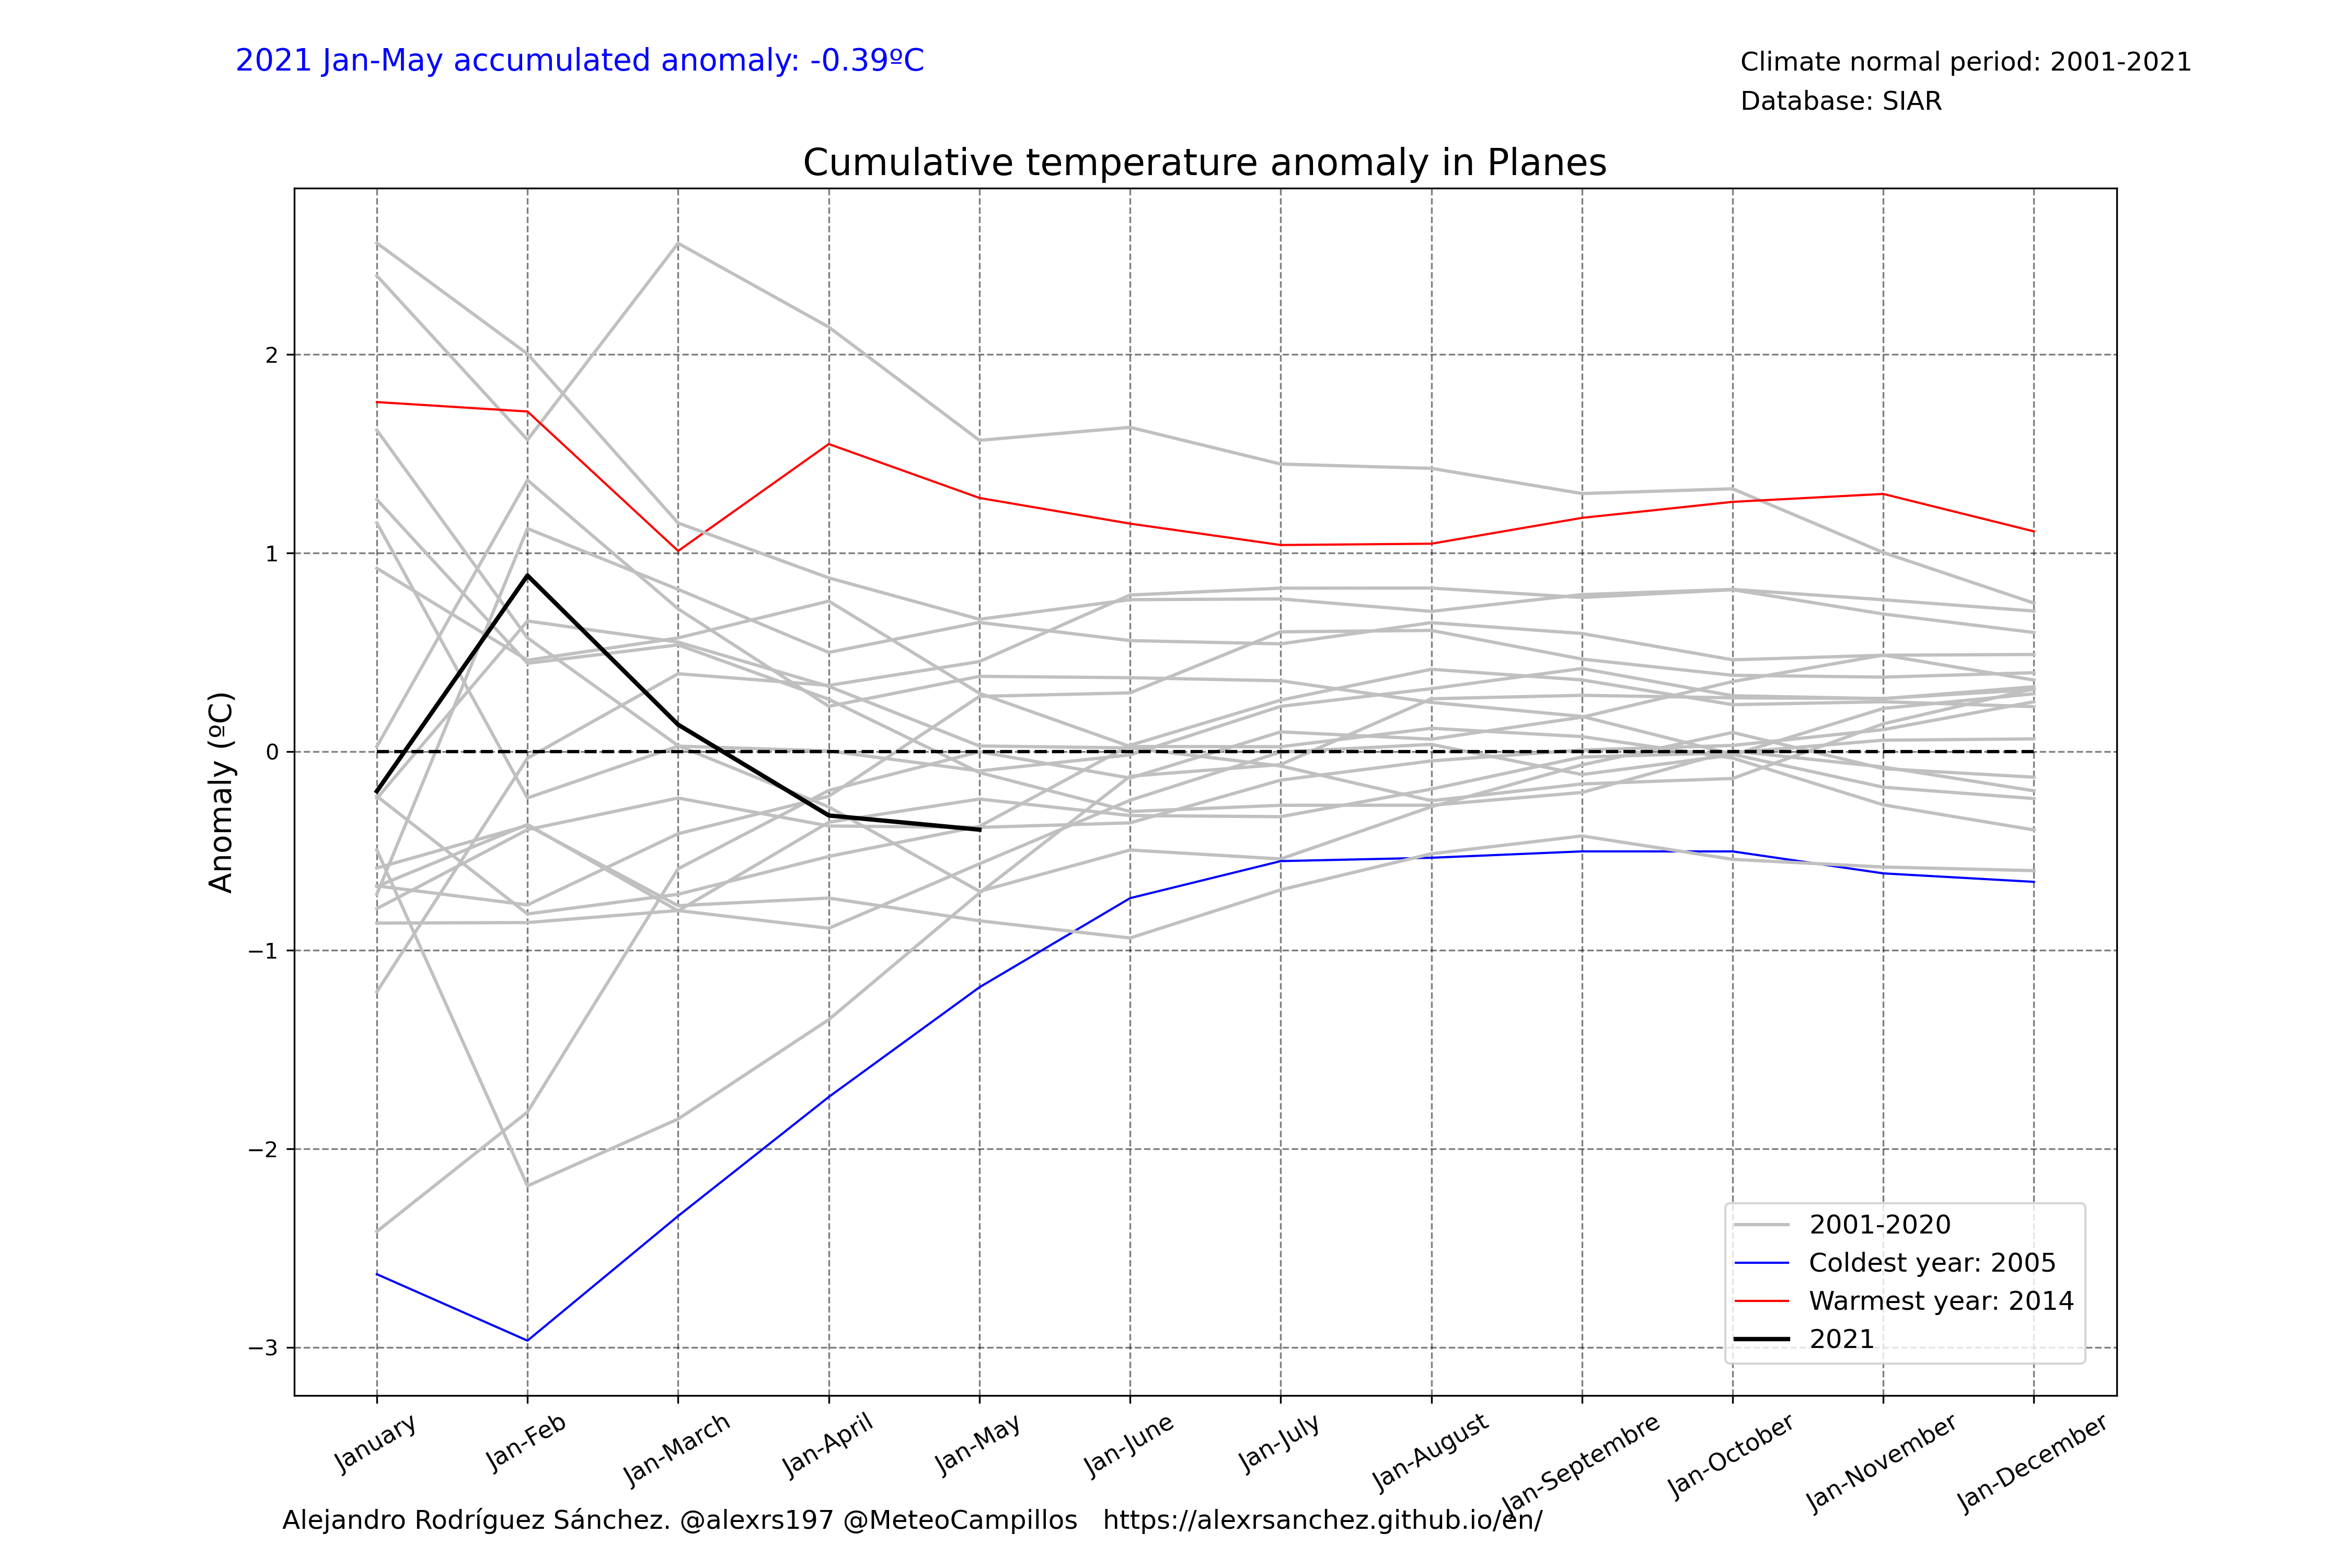 2021 Jan-May accumulated anomaly: -0.39ºC
Climate normal period: 2001-2021
Database: SIAR
Cumulative temperature anomaly in Planes
Anomaly (ºC)
2
1
0
−1
−2
−3
2001-2020
Coldest year: 2005
Warmest year: 2014
2021
January
Jan-Feb
Jan-March
Jan-April
Jan-May
Jan-June
Jan-July
Jan-August
Jan-Septembre
Jan-October
Jan-November
Jan-December
Alejandro Rodríguez Sánchez. @alexrs197 @MeteoCampillos https://alexrsanchez.github.io/en/